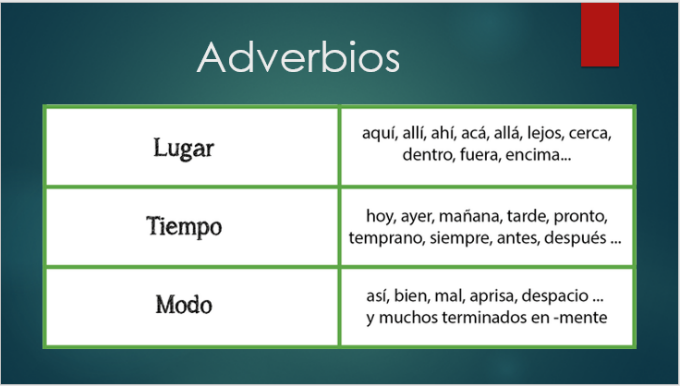 Adverbios
Lugar
aquí, allí, ahí, acá, allá, lejos, cerca,
dentro, fuera, encima...
Tiempo
hoy, ayer, mañana, tarde, pronto,
temprano, siempre, antes, después ...
Modo
así, bien, mal, aprisa, despacio ...
y muchos terminados en -mente